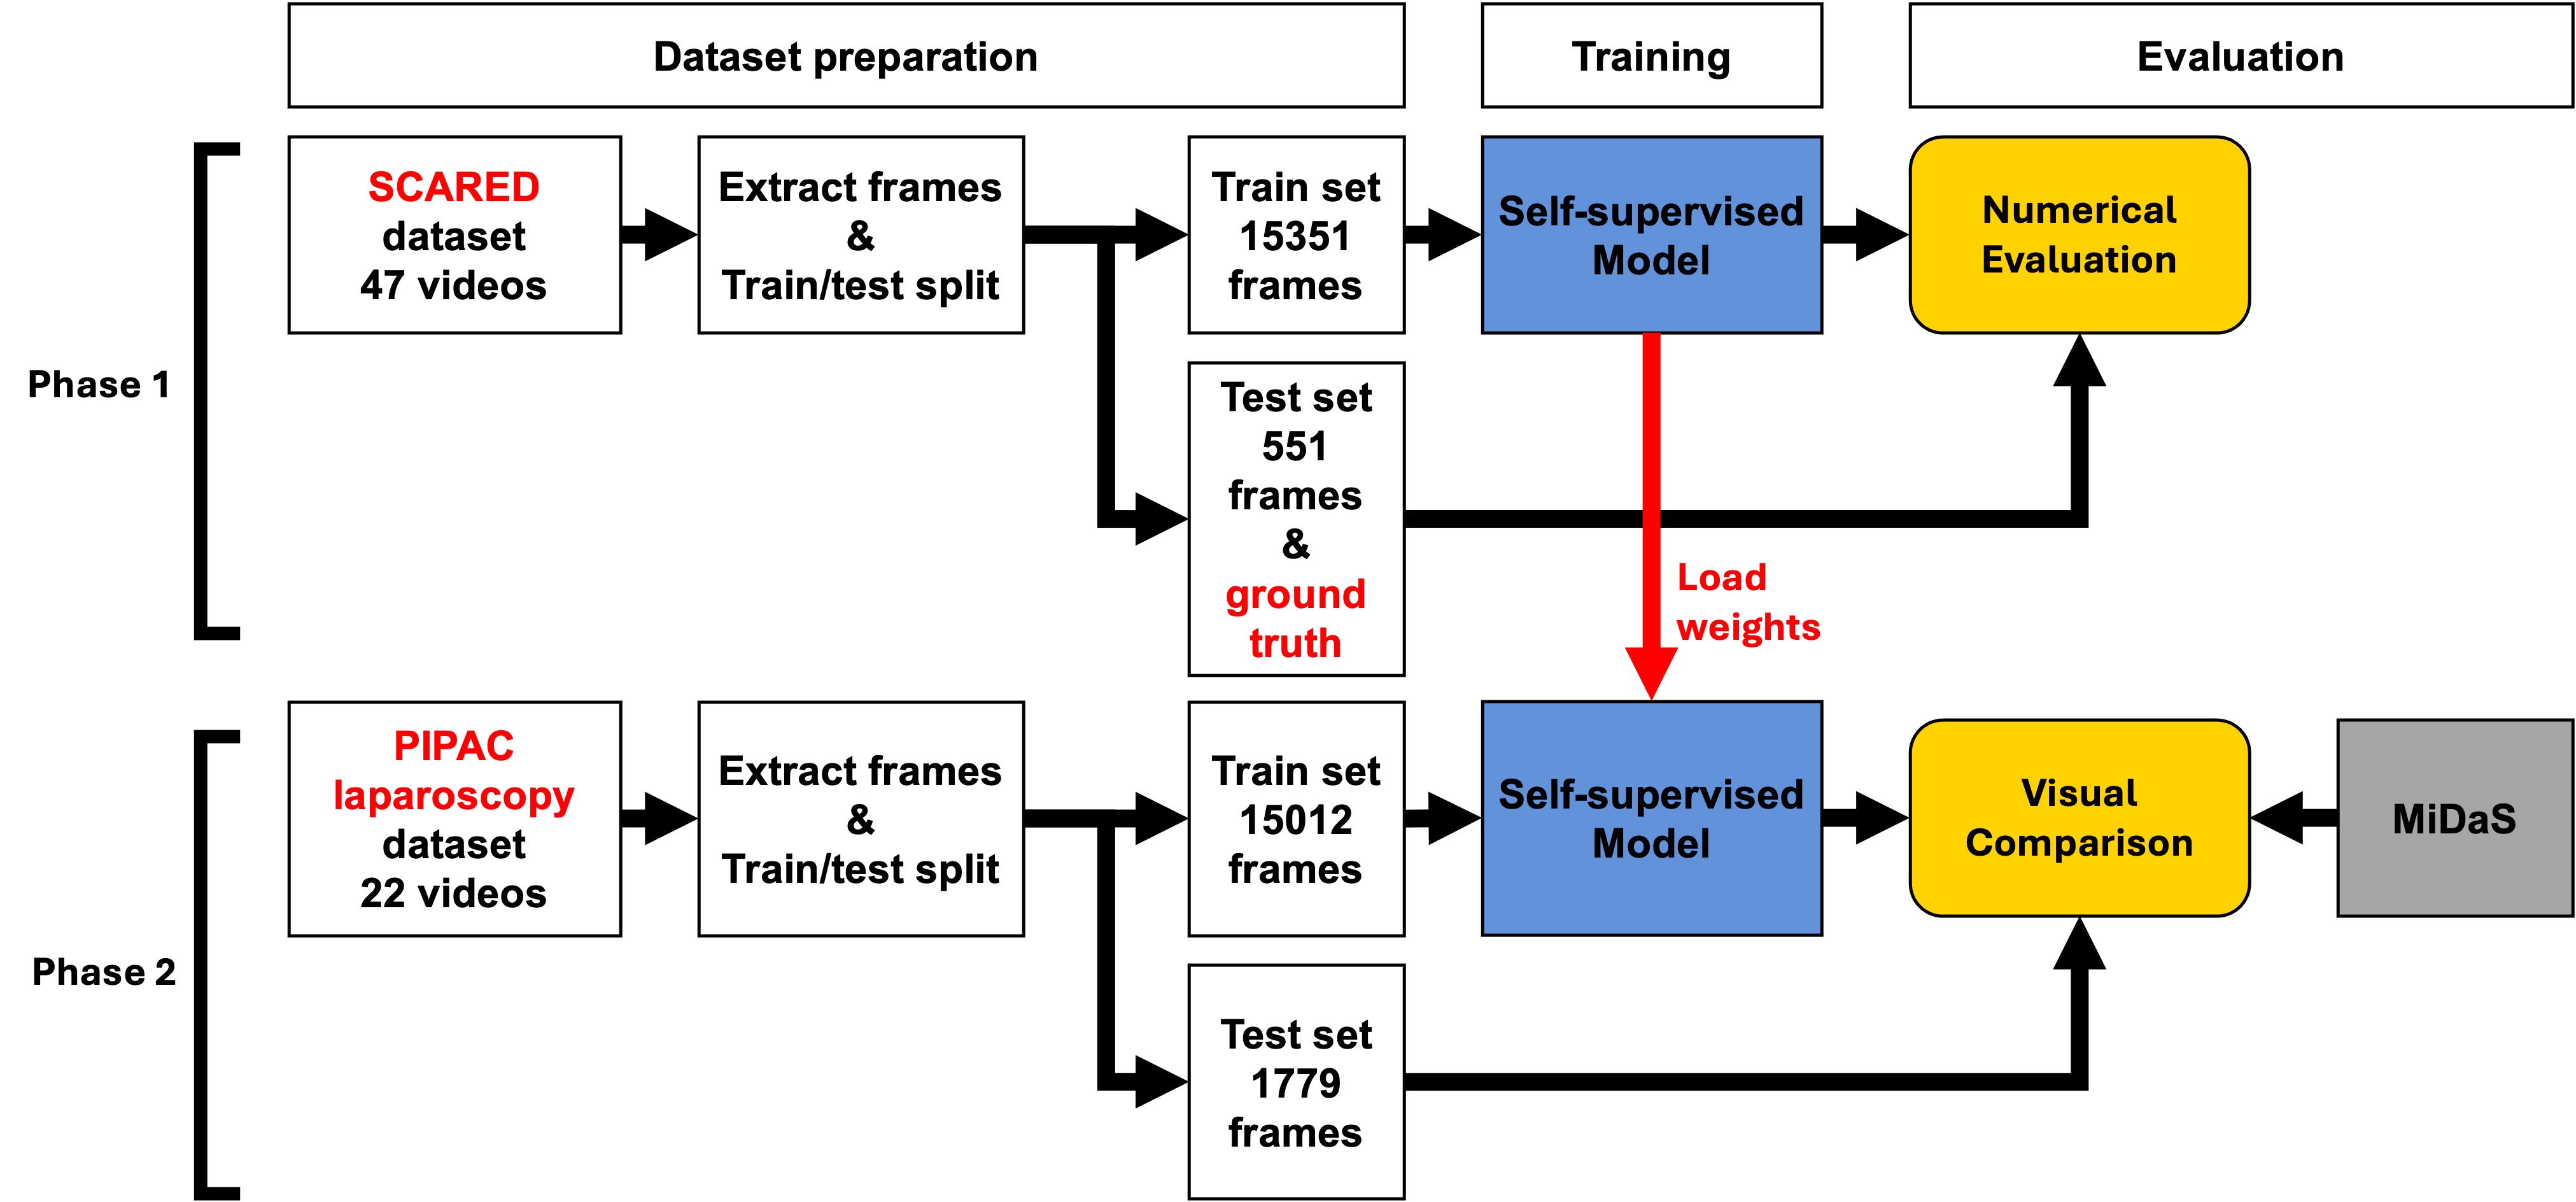 Dataset preparation
Training
Evaluation
Phase 1
SCARED
dataset
47 videos
Extract frames
&
Train/test split
Train set
15351
frames
Self-supervised
Model
Numerical
Evaluation
Test set
551
frames
&
ground
truth
Load
weights
Phase 2
PIPAC
laparoscopy
dataset
22 videos
Extract frames
&
Train/test split
Train set
15012
frames
Self-supervised
Model
Visual
Comparison
MiDaS
Test set
1779
frames